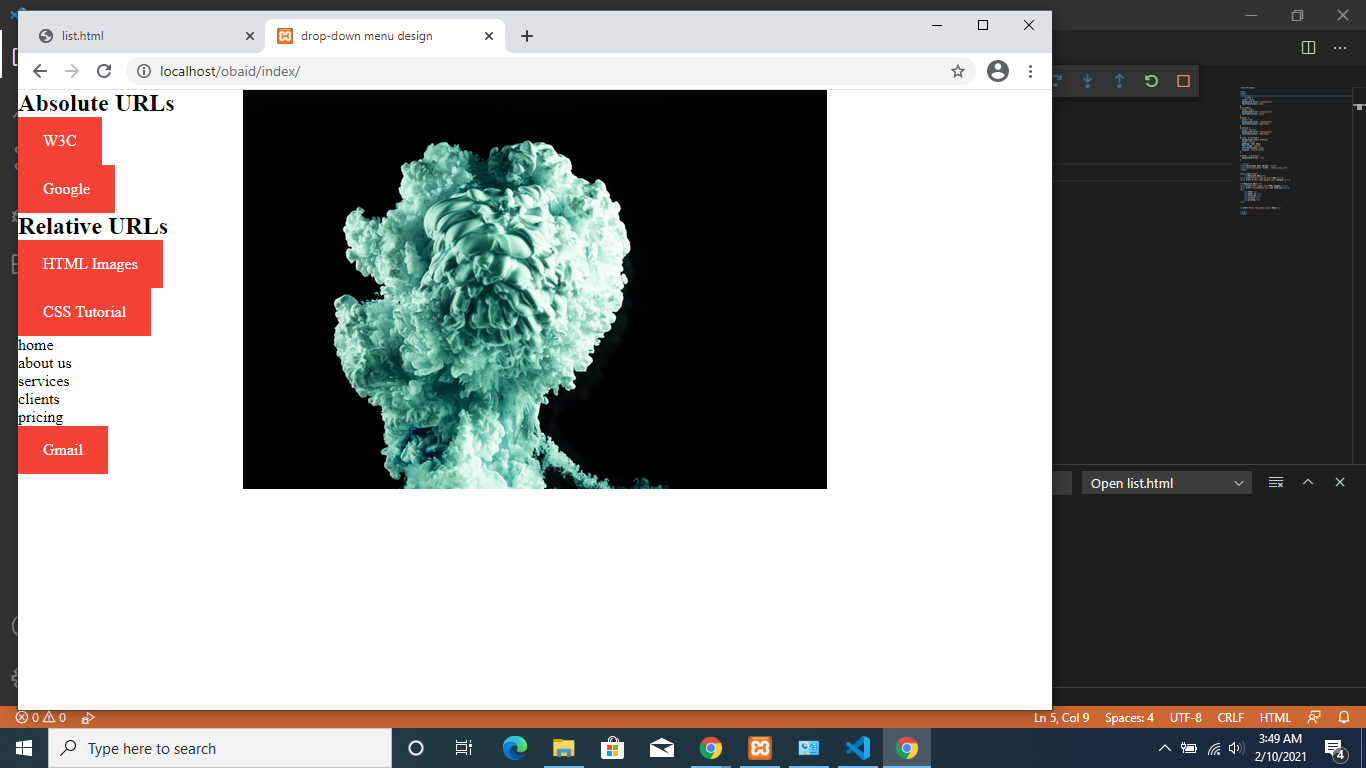 list.html
drop-down menu design
localhost/obaid/index/
Absolute URLs
W3C
Google
Relative URLs
HTML Images
CSS Tutorial
home
about us
services
clients
pricing
Gmail
Open list.html
0 0
Ln 5, Col 9 Spaces: 4 UTF-8 CRLF HTML
Type here to search
3:49 AM
2/10/2021
4